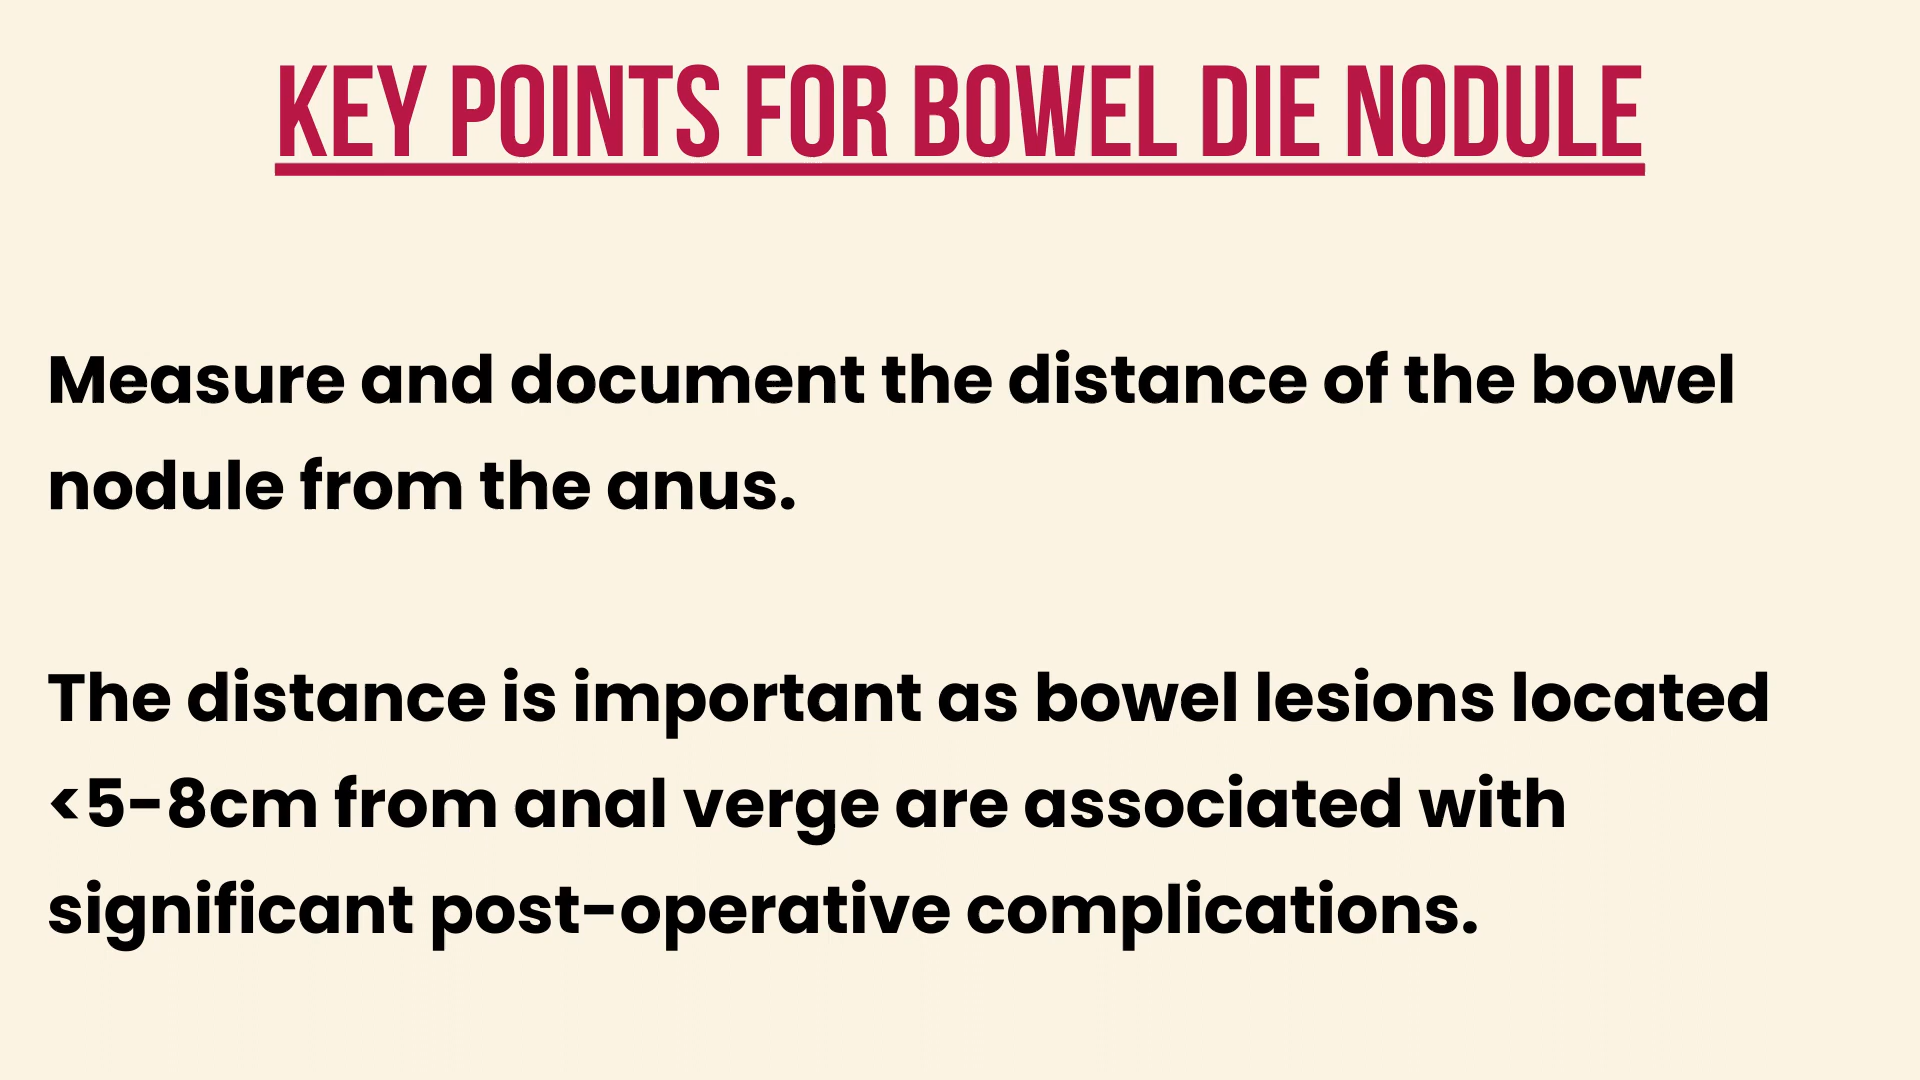 KEY POINTS FOR BOWEL DIE NODULE
Measure and document the distance of the bowel
nodule from the anus.
The distance is important as bowel lesions located
<5-8cm from anal verge are associated with
significant post-operative complications.